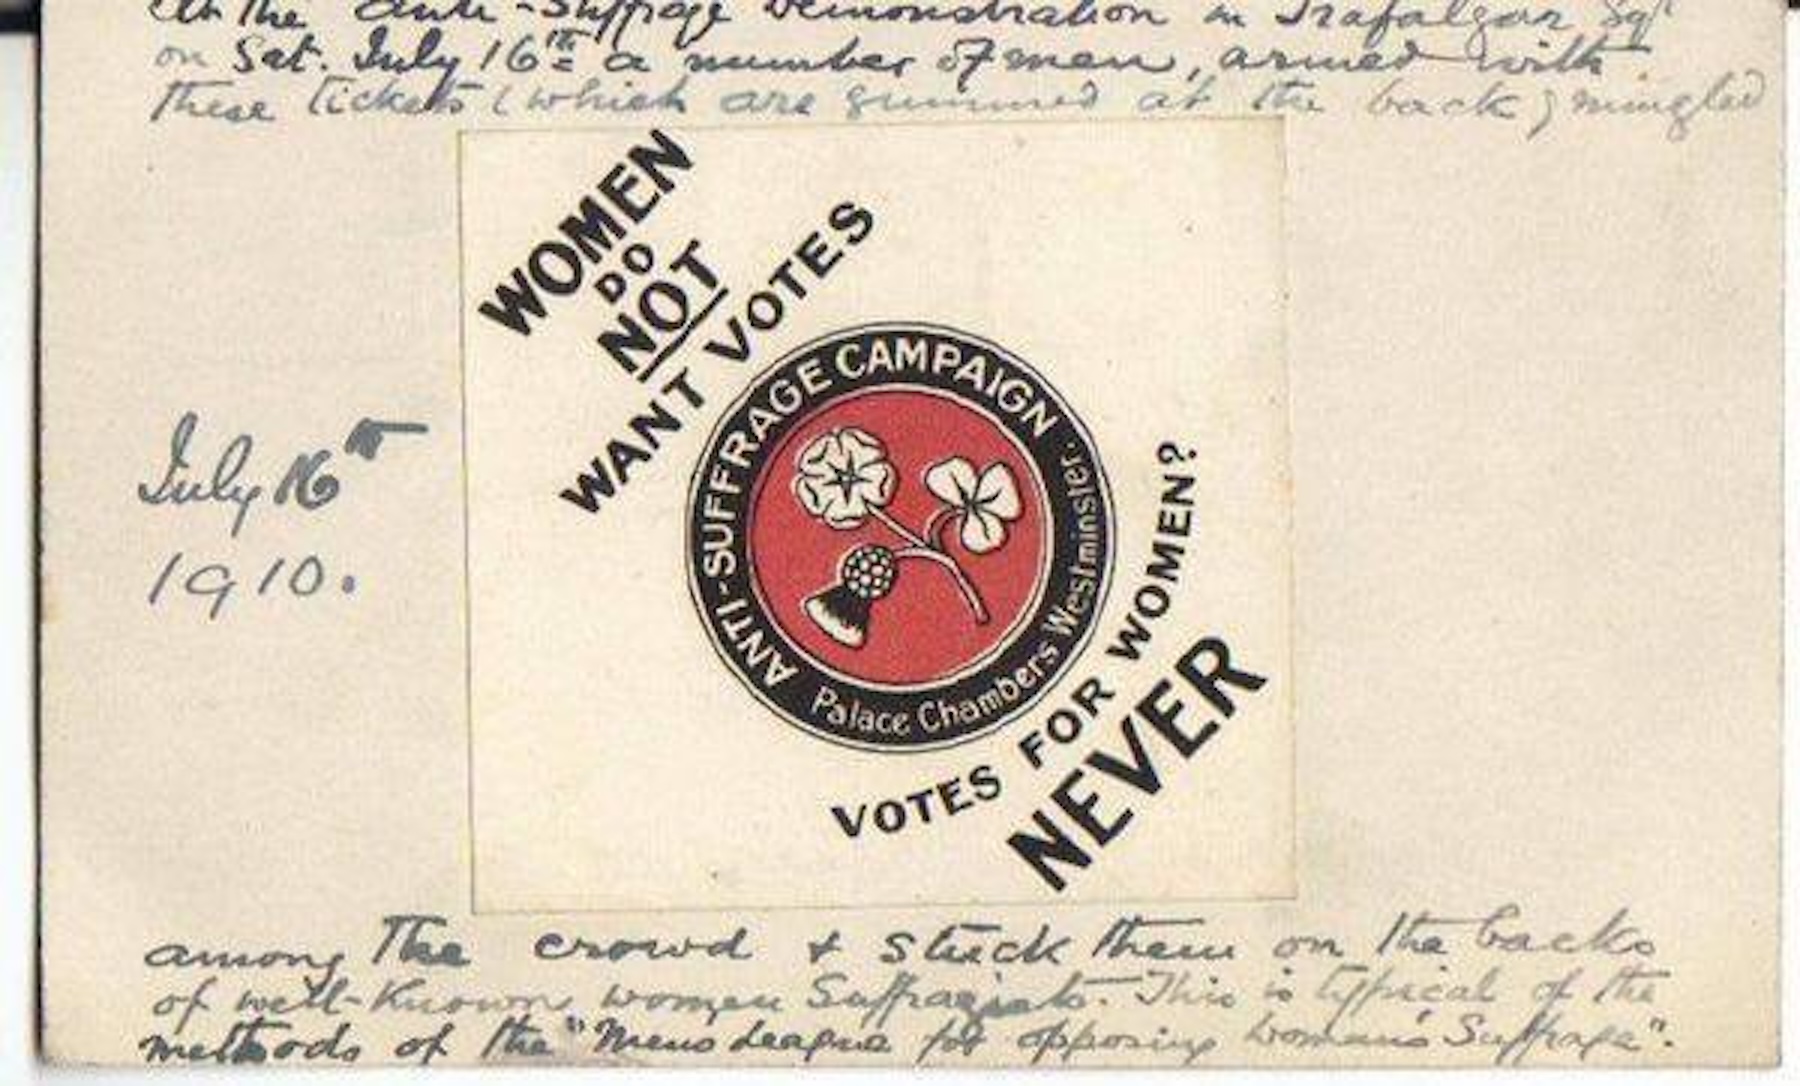 At the Anti-Suffrage Demonstration in Trafalgar Sqr
on Sat. July 16th a number of men, armed with
these tickets (which are gummed at the back) mingled
WOMEN
DO
NOT
WANT VOTES
ANTI-SUFFRAGE CAMPAIGN
Palace Chambers Westminster.
VOTES FOR WOMEN?
NEVER
July 16th
1910.
among the crowd & stuck them on the backs
of well-known women Suffragists. This is typical of the
methods of the "Mens League for opposing Woman's Suffrage".